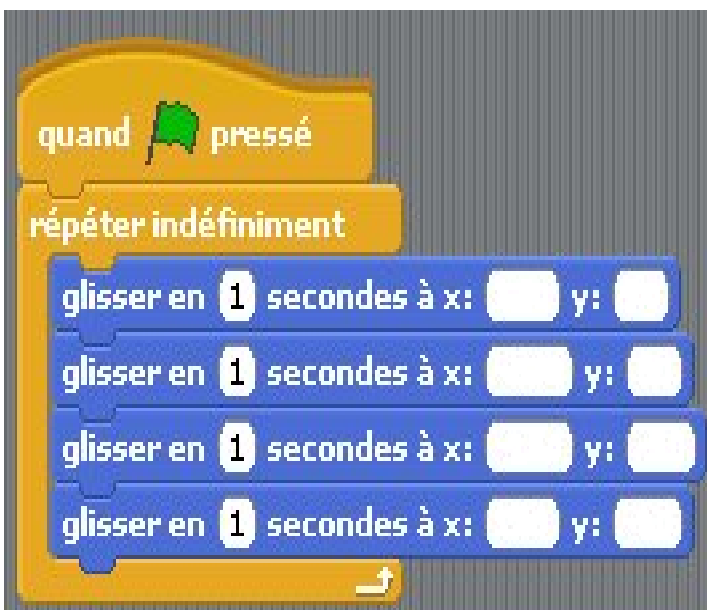 quand pressé
répéter indéfiniment
glisser en 1 secondes à x: y:
glisser en 1 secondes à x: y:
glisser en 1 secondes à x: y:
glisser en 1 secondes à x: y: